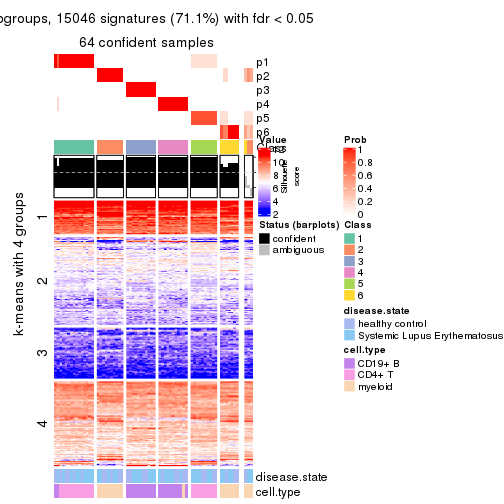 ogroups, 15046 signatures (71.1%) with fdr < 0.05
64 confident samples
p1
p2
p3
p4
p5
p6
Value
10
8
6
4
2
Silhouette
score
Prob
1
0.8
0.6
0.4
0.2
0
Status (barplots)
confident
ambiguous
Class
1
2
3
4
5
6
disease.state
healthy control
Systemic Lupus Erythematosus
cell.type
CD19+ B
CD4+ T
myeloid
k-means with 4 groups
1
2
3
4
disease.state
cell.type